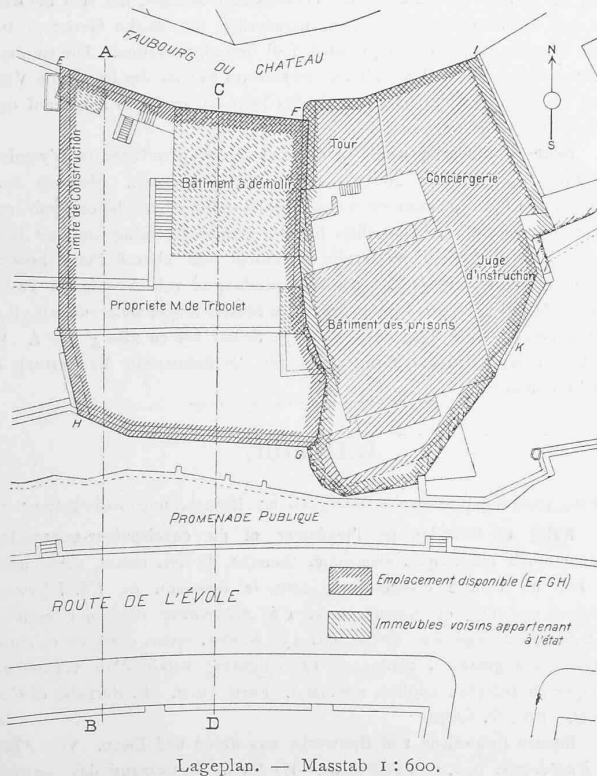 FAUBOURG DU CHATEAU
E
A
C
F
I
N
S
Tour
Conciergerie
Limite de Construction
Bâtiment à démolir
Juge
d'instruction
Propriete M. de Tribolet
Bâtiment des prisons
K
H
G
PROMENADE PUBLIQUE
Emplacement disponible (E F G H)
ROUTE DE L'ÉVOLE
Immeubles voisins appartenant
à l'état
B
D
Lageplan. — Masstab 1 : 600.